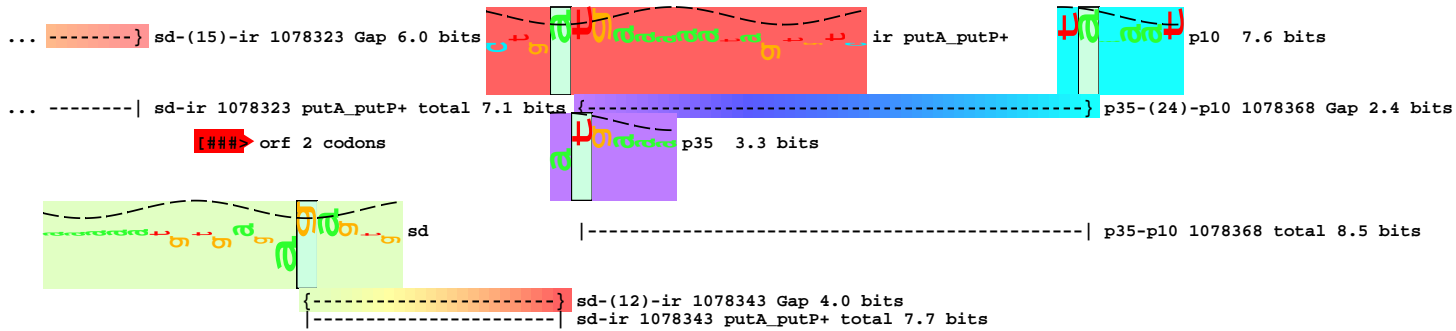 ... --------} sd-(15)-ir 1078323 Gap 6.0 bits
ir putA_putP+
p10 7.6 bits
... --------| sd-ir 1078323 putA_putP+ total 7.1 bits
{------------------------} p35-(24)-p10 1078368 Gap 2.4 bits
[###> orf 2 codons
p35 3.3 bits
sd
|------------------------| p35-p10 1078368 total 8.5 bits
{------------} sd-(12)-ir 1078343 Gap 4.0 bits
|------------| sd-ir 1078343 putA_putP+ total 7.7 bits